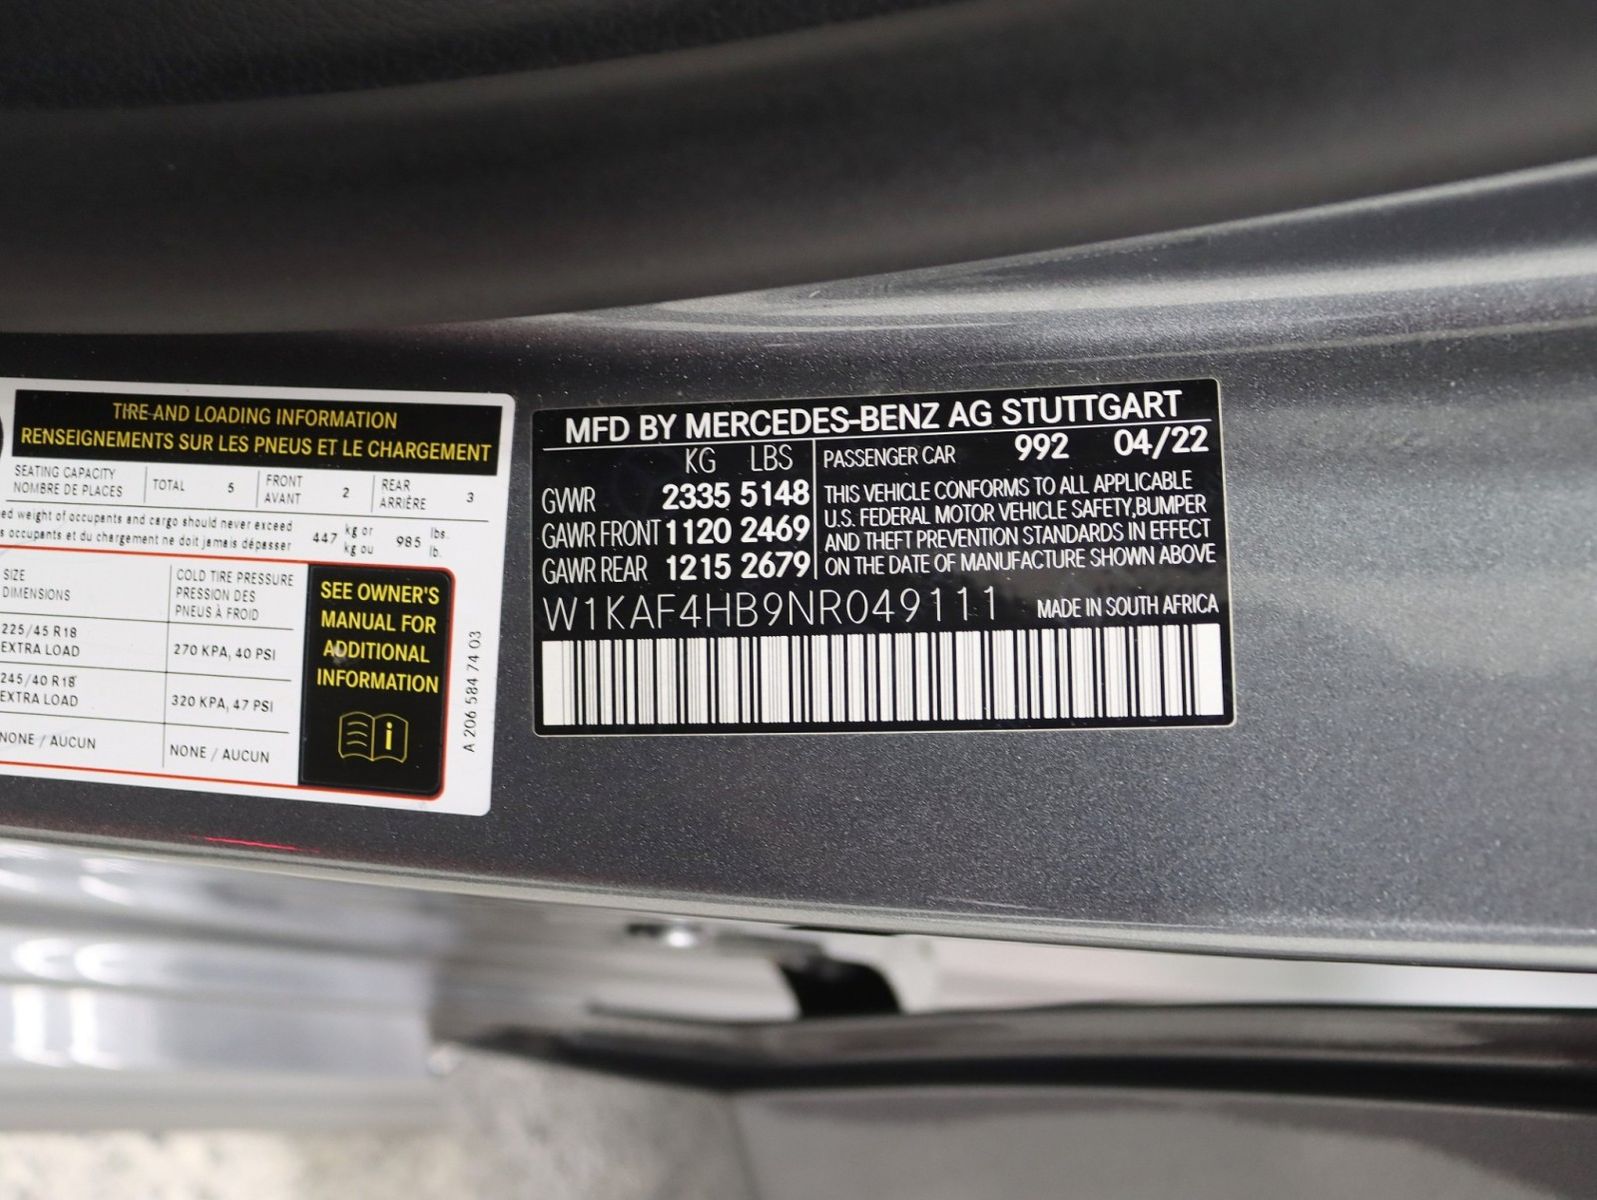 TIRE AND LOADING INFORMATION
RENSEIGNEMENTS SUR LES PNEUS ET LE CHARGEMENT
SEATING CAPACITY
NOMBRE DE PLACES
TOTAL 5
FRONT
AVANT
2
REAR
ARRIÈRE
3
weight of occupants and cargo should never exceed
occupants et du chargement ne doit jamais dépasser
447 kg or
kg ou
985 lbs.
lb.
SIZE
DIMENSIONS
COLD TIRE PRESSURE
PRESSION DES
PNEUS À FROID
225/45 R18
EXTRA LOAD
270 KPA, 40 PSI
245/40 R18
EXTRA LOAD
320 KPA, 47 PSI
NONE / AUCUN
NONE / AUCUN
SEE OWNER'S
MANUAL FOR
ADDITIONAL
INFORMATION
i
A 206 584 74 03
MFD BY MERCEDES-BENZ AG STUTTGART
KG LBS
GVWR 2335 5148
GAWR FRONT 1120 2469
GAWR REAR 1215 2679
PASSENGER CAR 992 04/22
THIS VEHICLE CONFORMS TO ALL APPLICABLE
U.S. FEDERAL MOTOR VEHICLE SAFETY,BUMPER
AND THEFT PREVENTION STANDARDS IN EFFECT
ON THE DATE OF MANUFACTURE SHOWN ABOVE
W1KAF4HB9NR049111 MADE IN SOUTH AFRICA